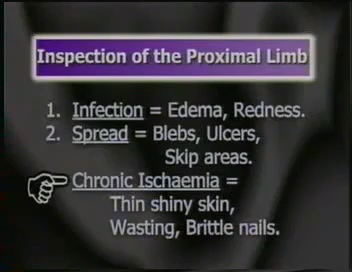 Inspection of the Proximal Limb
1. Infection = Edema, Redness.
2. Spread = Blebs, Ulcers,
Skip areas.
Chronic Ischaemia =
Thin shiny skin,
Wasting, Brittle nails.